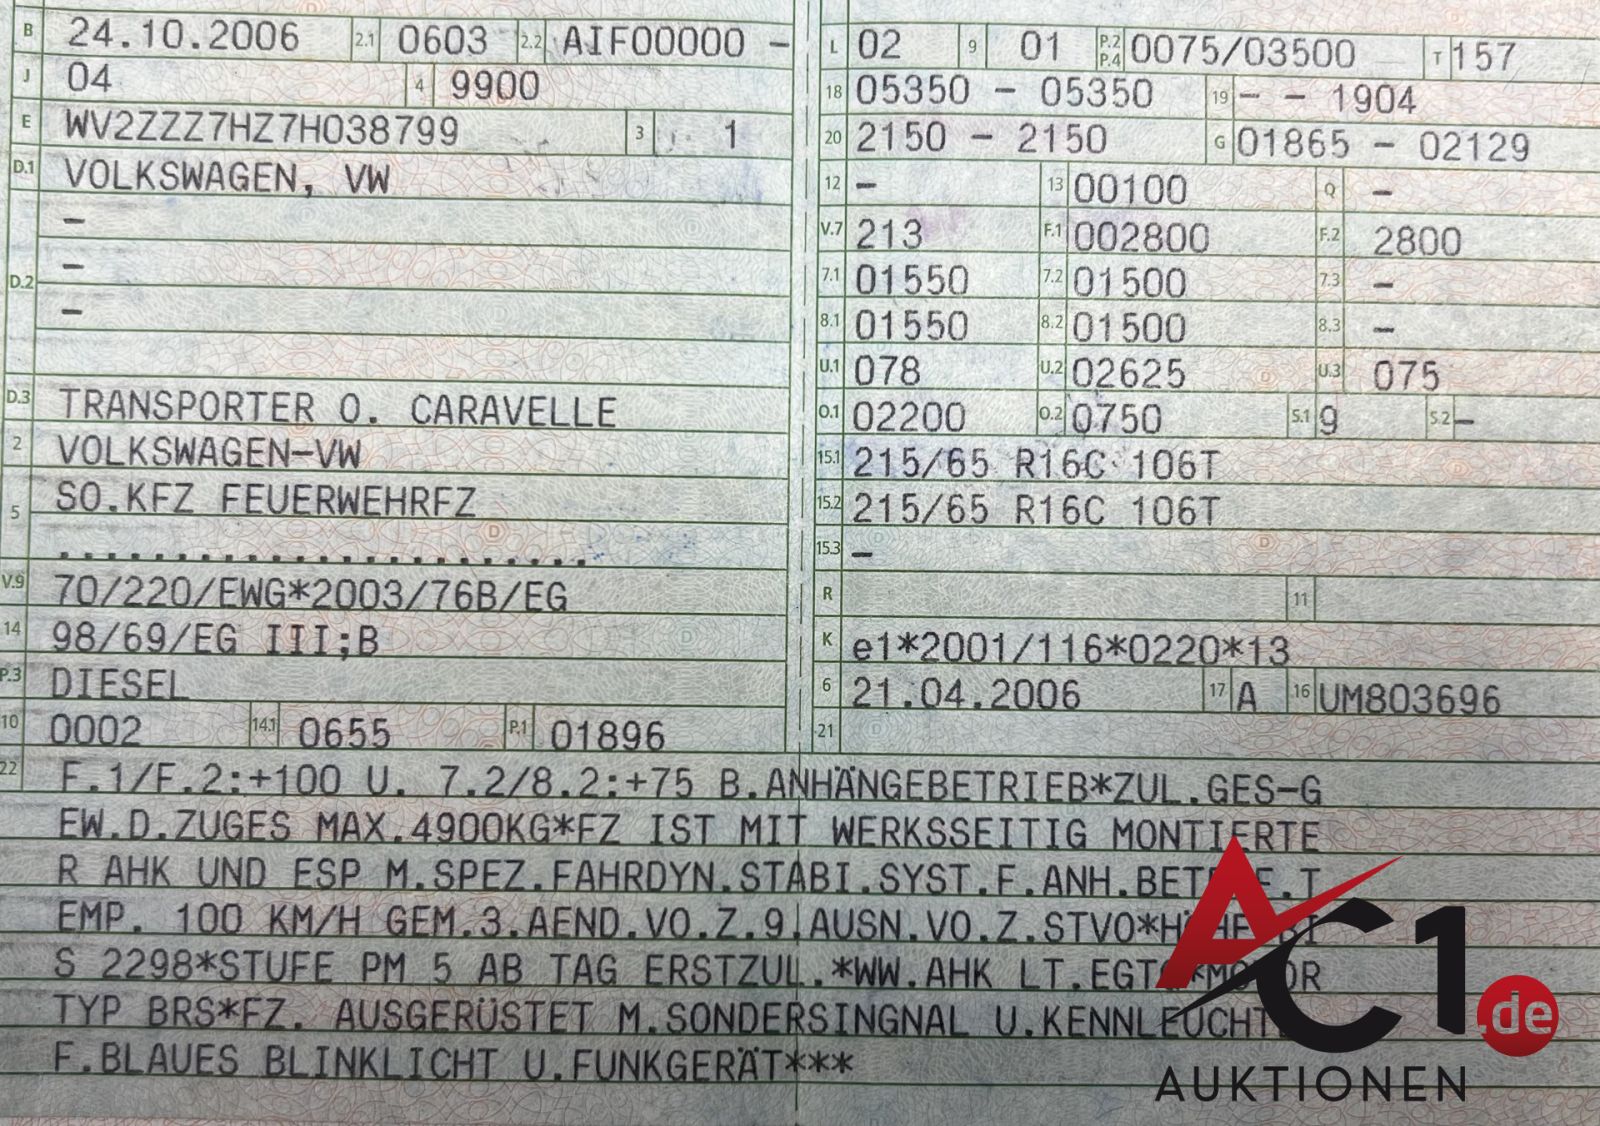 B 24.10.2006 2.1 0603 2.2 AIF00000 -
J 04 4 9900
E WV2ZZZ7HZ7H038799 3 1
D.1 VOLKSWAGEN, VW
-
D.2 -
-
D.3 TRANSPORTER O. CARAVELLE
2 VOLKSWAGEN-VW
5 SO.KFZ FEUERWEHRFZ
.......................
V.9 70/220/EWG*2003/76B/EG
14 98/69/EG III;B
P.3 DIESEL
10 0002 14.1 0655 P.1 01896
L 02 9 01 P.2 P.4 0075/03500 T 157
18 05350 - 05350 19 - - 1904
20 2150 - 2150 G 01865 - 02129
12 - 13 00100 Q -
V.7 213 F.1 002800 F.2 2800
7.1 01550 7.2 01500 7.3 -
8.1 01550 8.2 01500 8.3 -
U.1 078 U.2 02625 U.3 075
O.1 02200 O.2 0750 S.1 9 S.2 -
15.1 215/65 R16C 106T
15.2 215/65 R16C 106T
15.3 -
R 11
K e1*2001/116*0220*13
6 21.04.2006 17 A 16 UM803696
21
22 F.1/F.2:+100 U. 7.2/8.2:+75 B.ANHÄNGEBETRIEB*ZUL.GES-G
EW.D.ZUGES MAX.4900KG*FZ IST MIT WERKSSEITIG MONTIERTE
R AHK UND ESP M.SPEZ.FAHRDYN.STABI.SYST.F.ANH.BETR.F.T
EMP. 100 KM/H GEM.3.AEND.VO.Z.9.AUSN.VO.Z.STVO*HÖHE BI
S 2298*STUFE PM 5 AB TAG ERSTZUL.*WW.AHK LT.EGTG*MOTOR
TYP BRS*FZ. AUSGERÜSTET M.SONDERSINGNAL U.KENNLEUCHT
F.BLAUES BLINKLICHT U.FUNKGERÄT***
AC1.de
AUKTIONEN